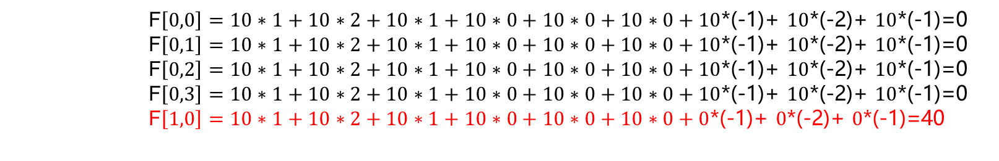 F[0,0] = 10 ∗ 1 + 10 ∗ 2 + 10 ∗ 1 + 10 ∗ 0 + 10 ∗ 0 + 10 ∗ 0 + 10*(-1)+ 10*(-2)+ 10*(-1)=0
F[0,1] = 10 ∗ 1 + 10 ∗ 2 + 10 ∗ 1 + 10 ∗ 0 + 10 ∗ 0 + 10 ∗ 0 + 10*(-1)+ 10*(-2)+ 10*(-1)=0
F[0,2] = 10 ∗ 1 + 10 ∗ 2 + 10 ∗ 1 + 10 ∗ 0 + 10 ∗ 0 + 10 ∗ 0 + 10*(-1)+ 10*(-2)+ 10*(-1)=0
F[0,3] = 10 ∗ 1 + 10 ∗ 2 + 10 ∗ 1 + 10 ∗ 0 + 10 ∗ 0 + 10 ∗ 0 + 10*(-1)+ 10*(-2)+ 10*(-1)=0
F[1,0] = 10 ∗ 1 + 10 ∗ 2 + 10 ∗ 1 + 10 ∗ 0 + 10 ∗ 0 + 10 ∗ 0 + 0*(-1)+ 0*(-2)+ 0*(-1)=40